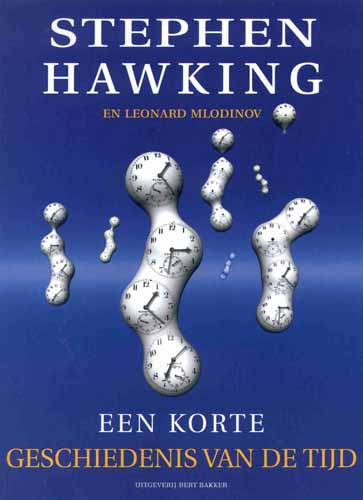 STEPHEN
HAWKING
EN LEONARD MLODINOV
EEN KORTE
GESCHIEDENIS VAN DE TIJD
UITGEVERIJ BERT BAKKER